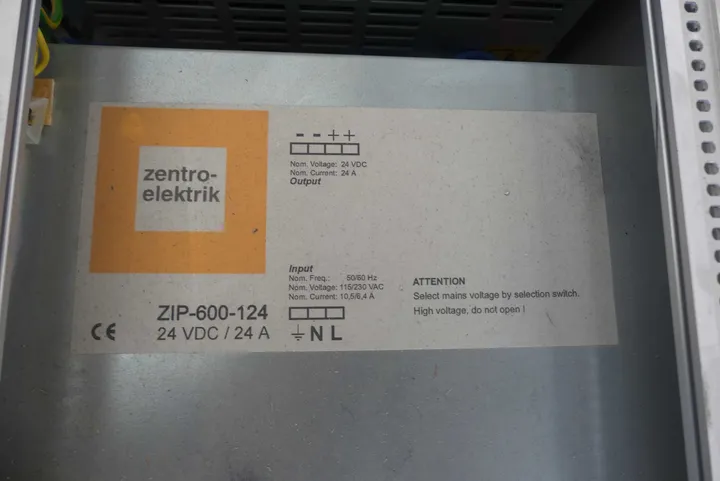 zentro-
elektrik
- - + +
Nom. Voltage: 24 VDC
Nom. Current: 24 A
Output
Input
Nom. Freq.: 50/60 Hz
Nom. Voltage: 115/230 VAC
Nom. Current: 10,5/6,4 A
N L
ZIP-600-124
24 VDC / 24 A
CE
ATTENTION
Select mains voltage by selection switch.
High voltage, do not open !